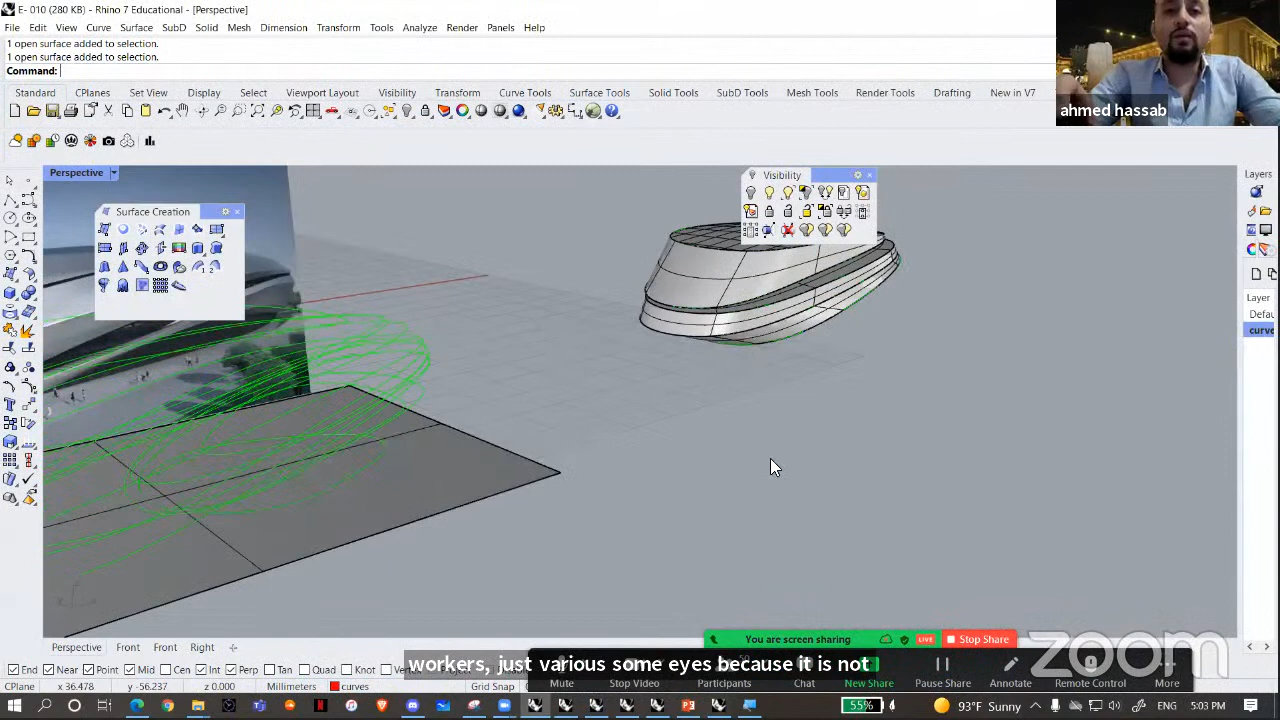 E- 010 (280 KB) - Rhino 7 Educational - [Perspective]
File Edit View Curve Surface SubD Solid Mesh Dimension Transform Tools Analyze Render Panels Help
1 open surface added to selection.
1 open surface added to selection.
Command:
Standard CPlanes Set View Display Select Viewport Layout Visibility Transform Curve Tools Surface Tools Solid Tools SubD Tools Mesh Tools Render Tools Drafting New in V7
ahmed hassab
Perspective
Visibility
Layers
Surface Creation
Layer
Defau
curve
You are screen sharing LIVE Stop Share
Perspective Front Front Right
zoom
workers, just various some eyes because it is not
End Near Point Mid Cen Int Perp Tan Quad Knot
Mute Stop Video Participants Chat New Share Pause Share Annotate Remote Control More
CPlane x 36.478 y -56.237 z 0.000 Millimeters curves Grid Snap
55% 93°F Sunny ENG 5:03 PM